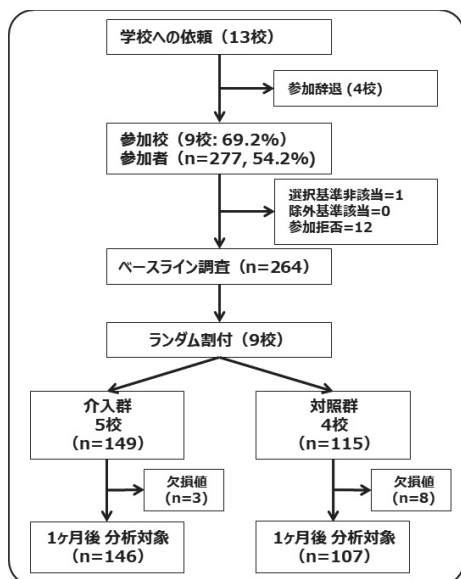 学校への依頼（13校）
参加辞退 (4校)
参加校（9校: 69.2%）
参加者（n=277, 54.2%)
選択基準非該当=1
除外基準該当=0
参加拒否=12
ベースライン調査（n=264）
ランダム割付（9校）
介入群
5校
（n=149）
対照群
4校
（n=115）
欠損値
(n=3)
欠損値
(n=8)
1ヶ月後 分析対象
（n=146）
1ヶ月後 分析対象
（n=107）